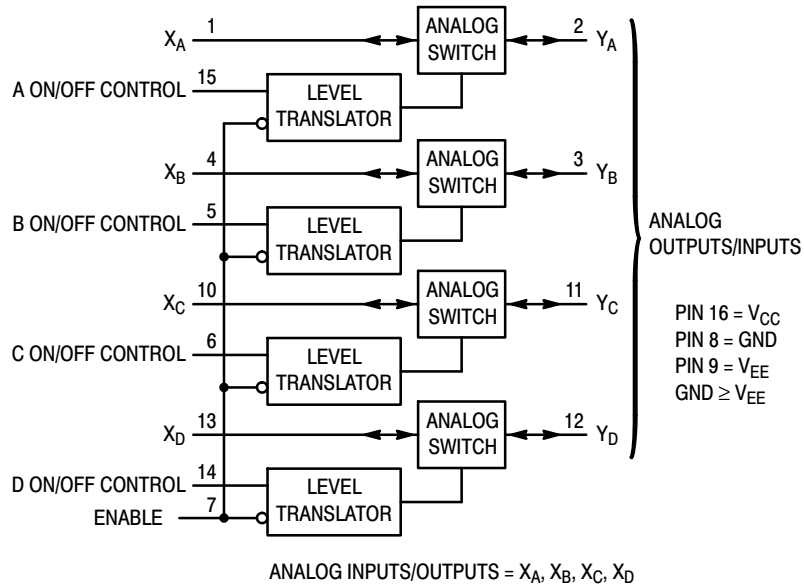 X_A 1 ANALOG SWITCH 2 Y_A
A ON/OFF CONTROL 15 LEVEL TRANSLATOR
X_B 4 ANALOG SWITCH 3 Y_B
B ON/OFF CONTROL 5 LEVEL TRANSLATOR
ANALOG OUTPUTS/INPUTS
X_C 10 ANALOG SWITCH 11 Y_C
C ON/OFF CONTROL 6 LEVEL TRANSLATOR
PIN 16 = V_CC
PIN 8 = GND
PIN 9 = V_EE
GND ≥ V_EE
X_D 13 ANALOG SWITCH 12 Y_D
D ON/OFF CONTROL 14 LEVEL TRANSLATOR
ENABLE 7
ANALOG INPUTS/OUTPUTS = X_A, X_B, X_C, X_D